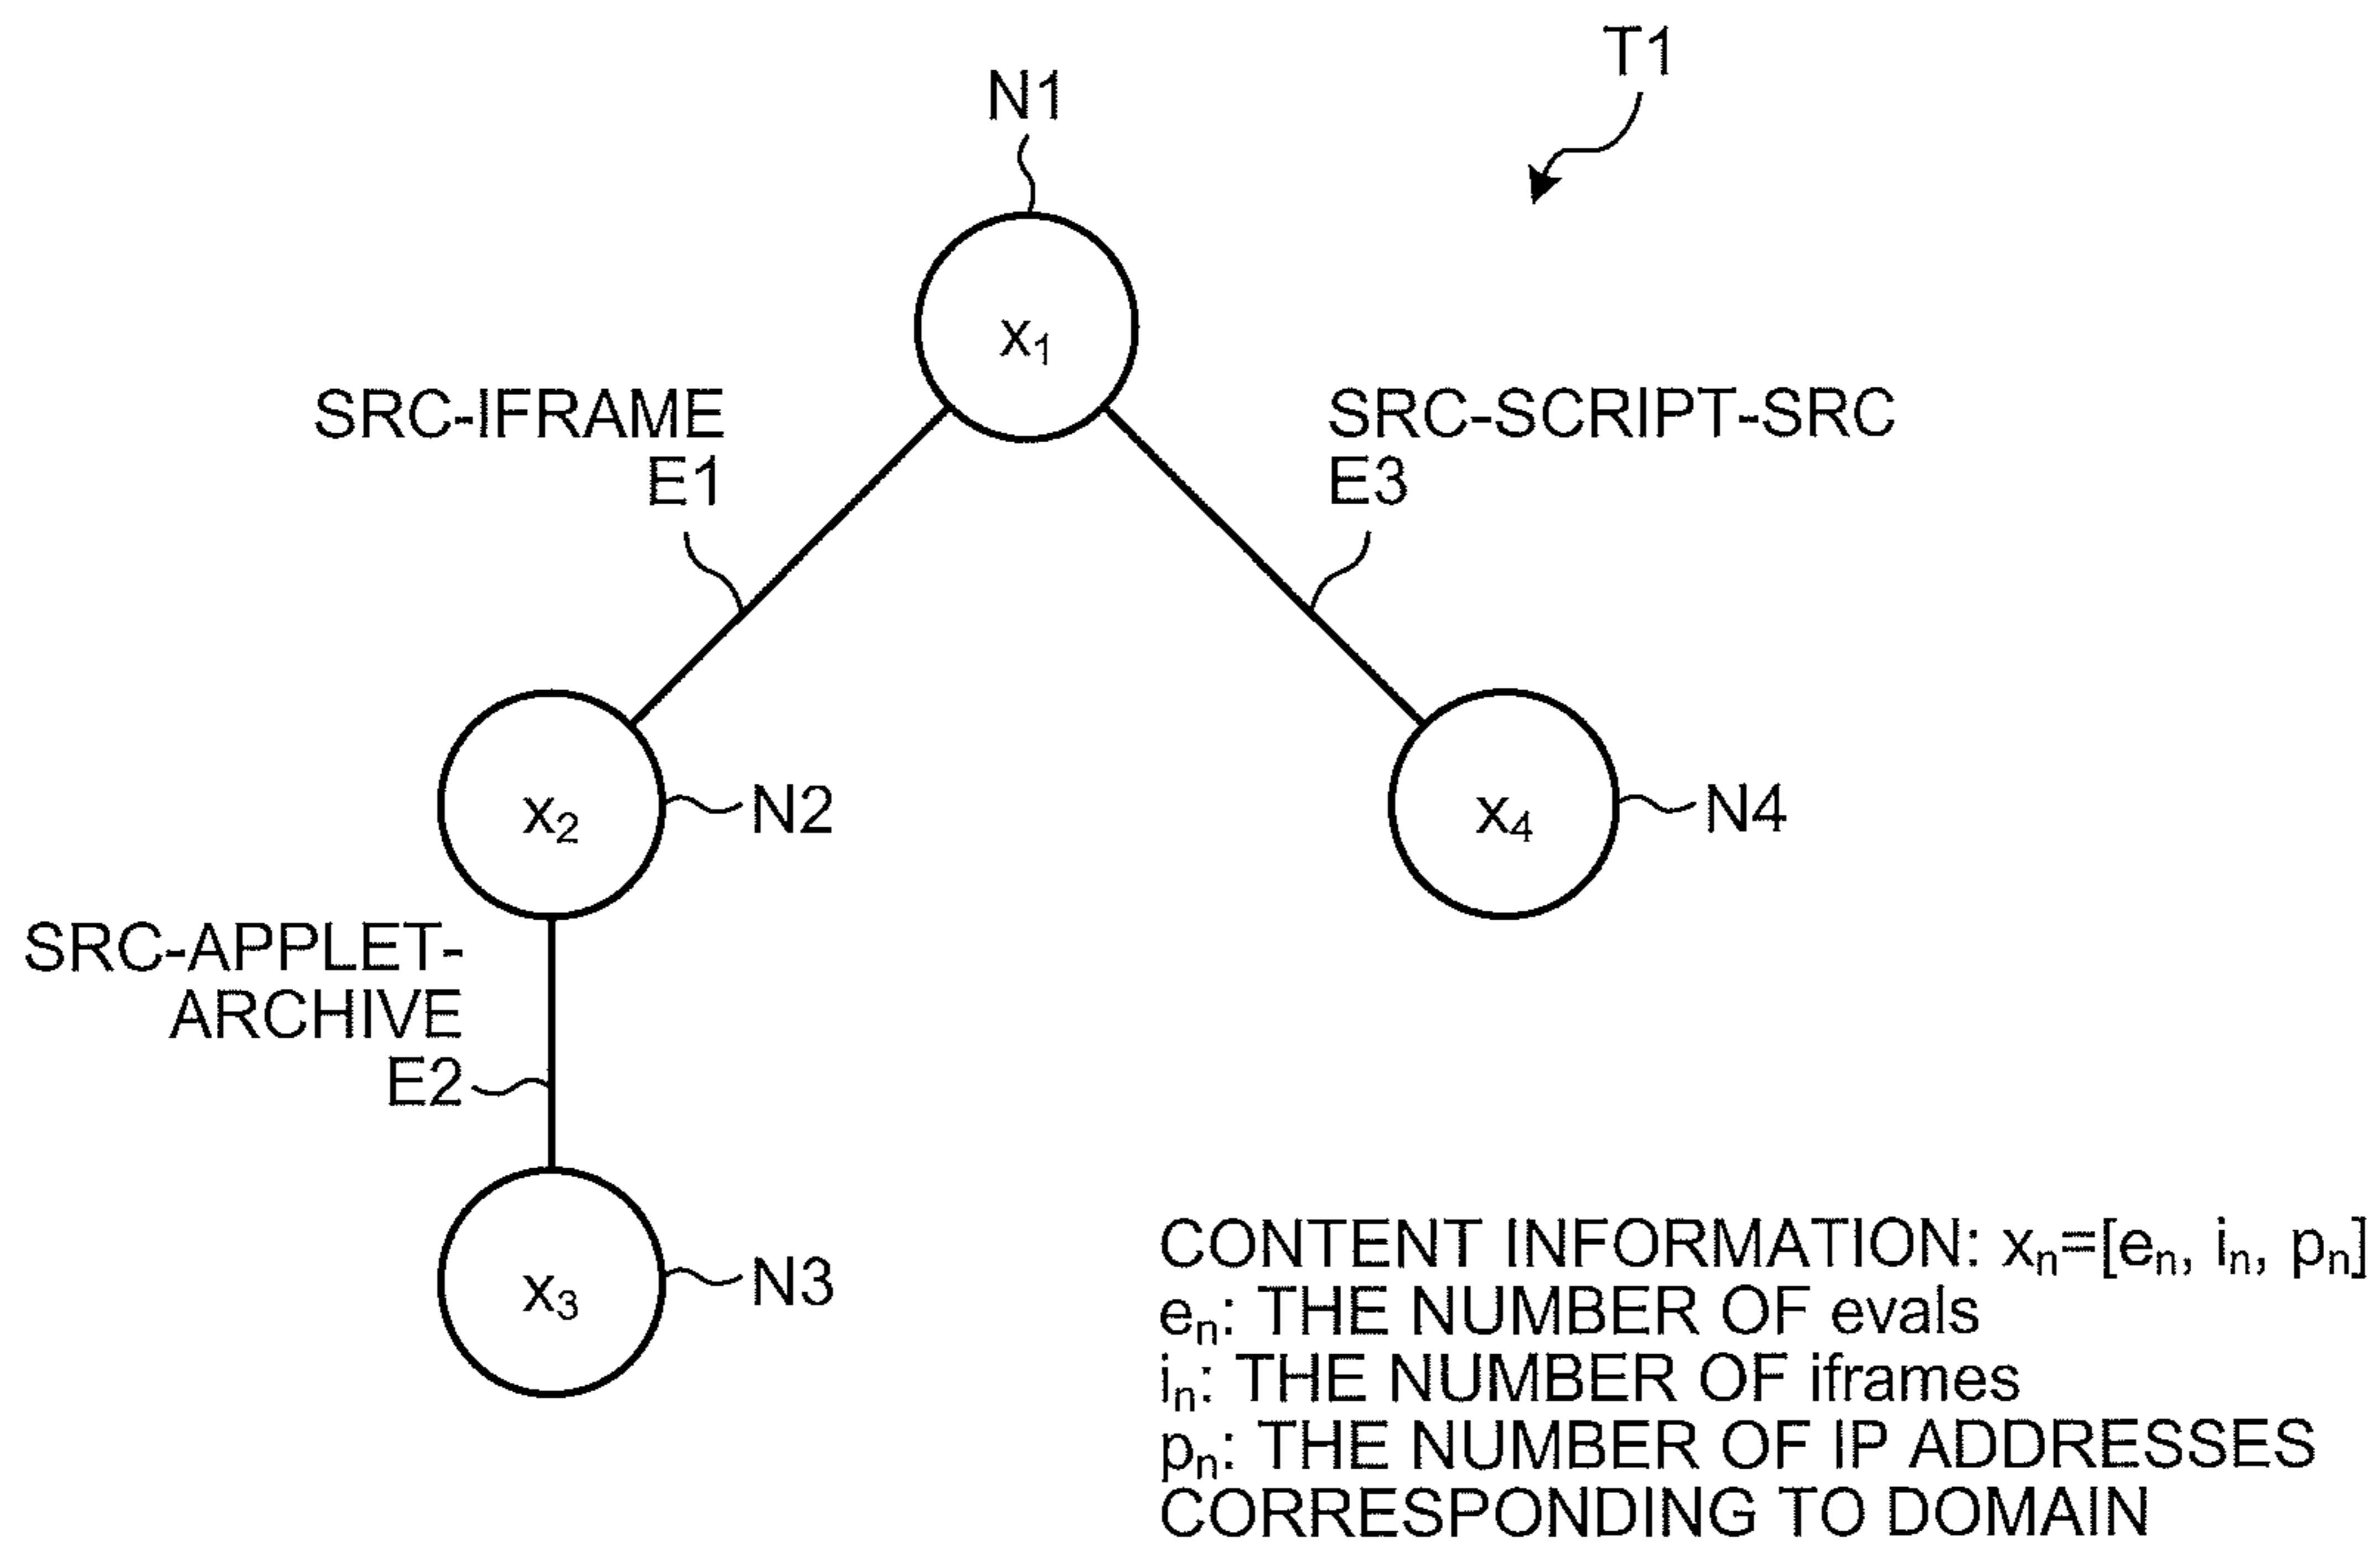 T1
N1
x₁
SRC-IFRAME
E1
SRC-SCRIPT-SRC
E3
x₂
N2
x₄
N4
SRC-APPLET-
ARCHIVE
E2
x₃
N3
CONTENT INFORMATION: xₙ=[eₙ, iₙ, pₙ]
eₙ: THE NUMBER OF evals
iₙ: THE NUMBER OF iframes
pₙ: THE NUMBER OF IP ADDRESSES
CORRESPONDING TO DOMAIN